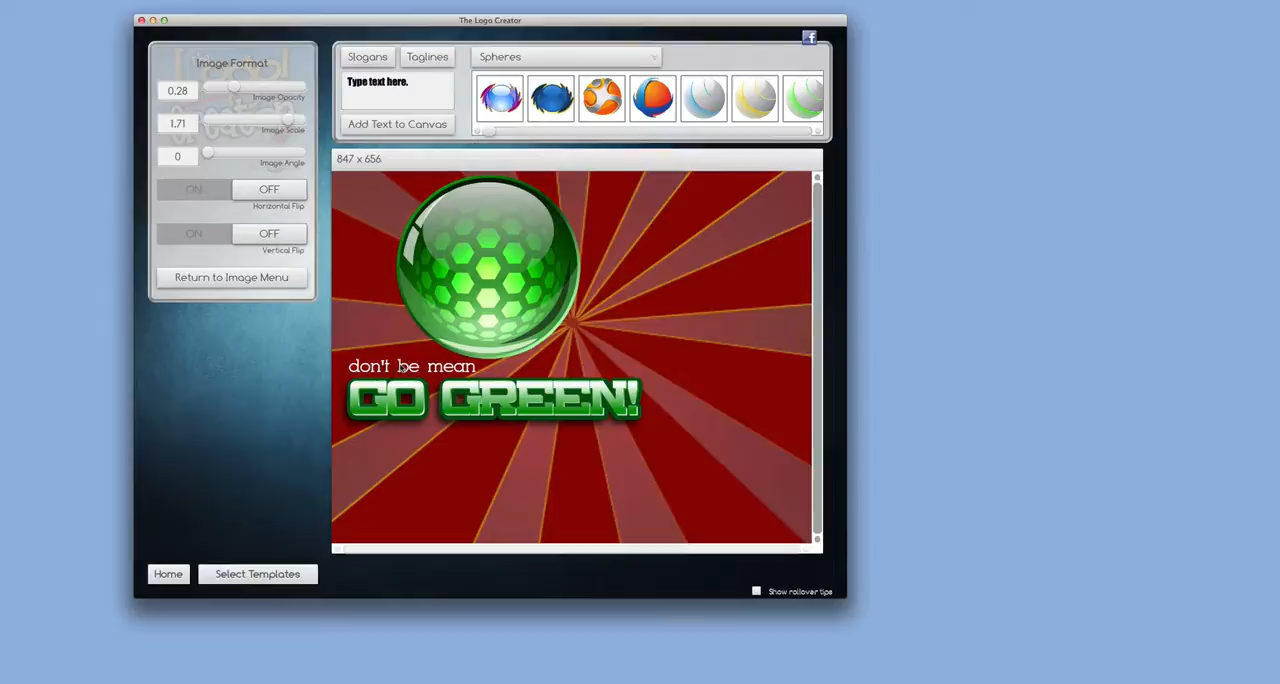 The Logo Creator
Image Format
0.28
Image Opacity
1.71
Image Scale
0
Image Angle
ON OFF
Horizontal Flip
ON OFF
Vertical Flip
Return to Image Menu
Slogans Taglines
Type text here.
Add Text to Canvas
Spheres
f
847 x 656
don't be mean
GO GREEN!
Home Select Templates
Show rollover tips